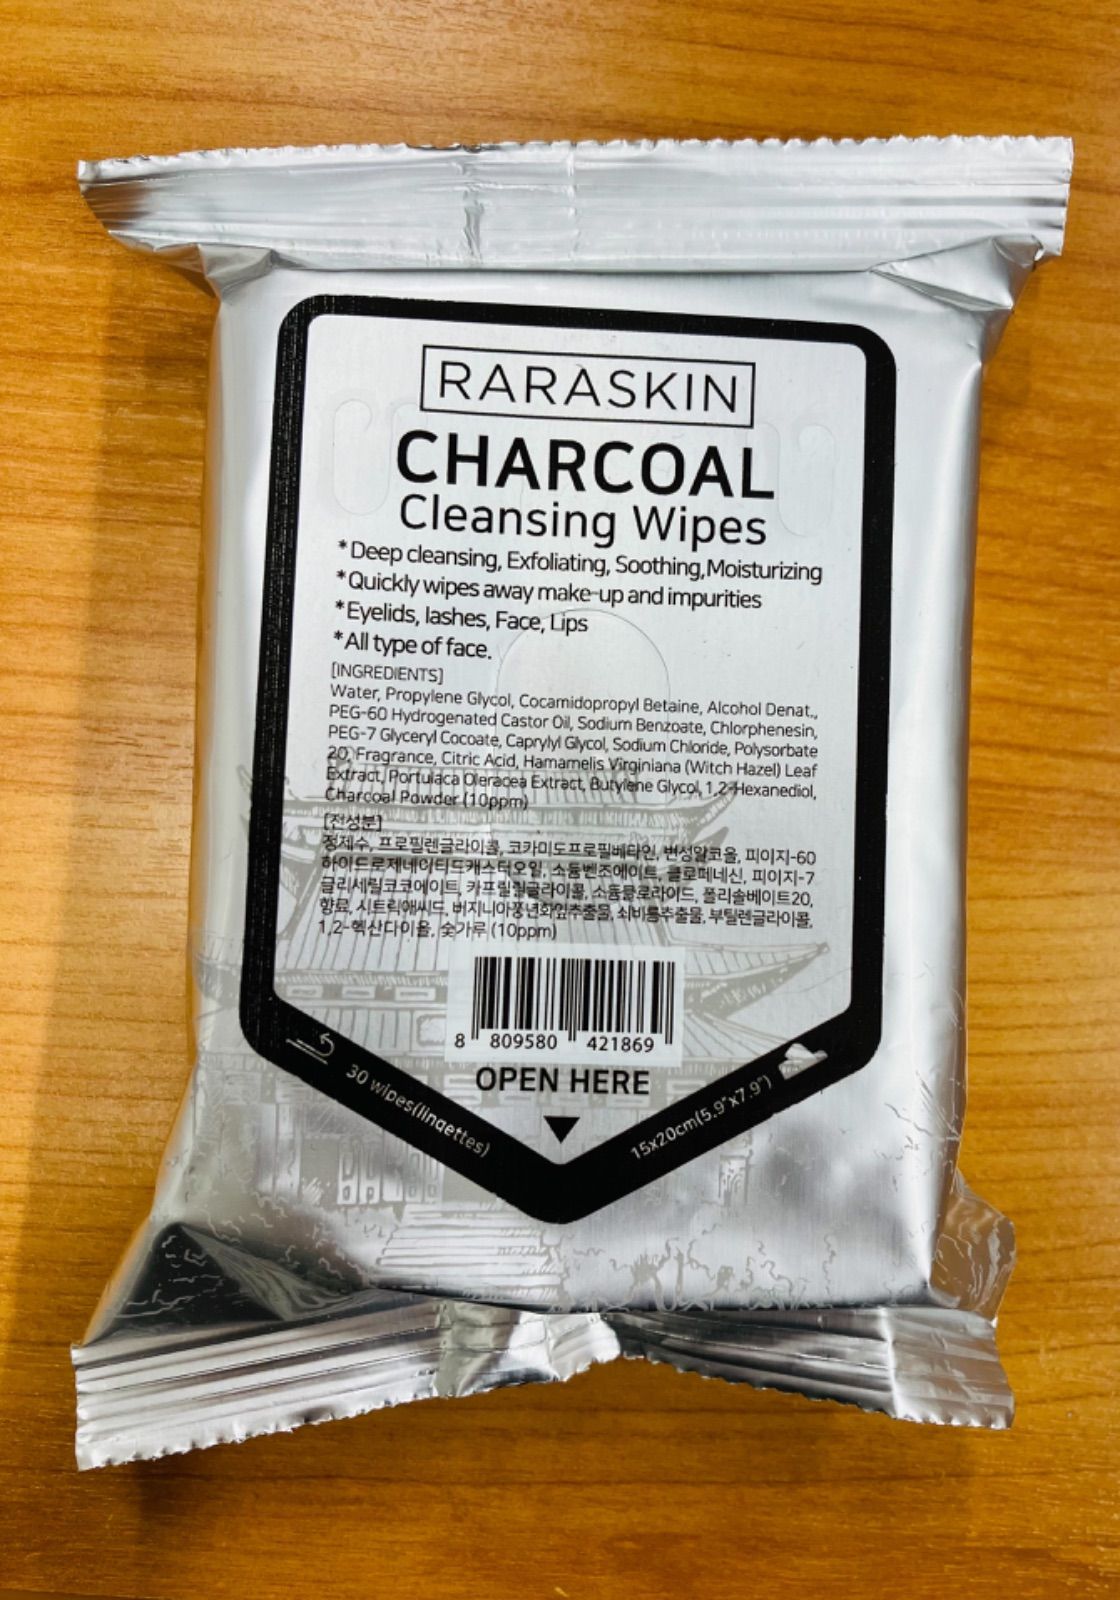 RARASKIN
CHARCOAL
Cleansing Wipes
*Deep cleansing, Exfoliating, Soothing,Moisturizing
*Quickly wipes away make-up and impurities
*Eyelids, lashes, Face, Lips
*All type of face.
[INGREDIENTS]
Water, Propylene Glycol, Cocamidopropyl Betaine, Alcohol Denat.,
PEG-60 Hydrogenated Castor Oil, Sodium Benzoate, Chlorphenesin,
PEG-7 Glyceryl Cocoate, Caprylyl Glycol, Sodium Chloride, Polysorbate
20, Fragrance, Citric Acid, Hamamelis Virginiana (Witch Hazel) Leaf
Extract, Portulaca Oleracea Extract, Butylene Glycol, 1,2-Hexanediol,
Charcoal Powder (10ppm)
[전성분]
정제수, 프로필렌글라이콜, 코카미도프로필베타인, 변성알코올, 피이지-60
하이드로제네이티드캐스터오일, 소듐벤조에이트, 클로페네신, 피이지-7
글리세릴코코에이트, 카프릴릴글라이콜, 소듐클로라이드, 폴리솔베이트20,
향료, 시트릭애씨드, 버지니아풍년화잎추출물, 쇠비름추출물, 부틸렌글라이콜,
1,2-헥산다이올, 숯가루 (10ppm)
8 809580 421869
OPEN HERE
30 wipes(lingettes)
15x20cm(5.9"x7.9")